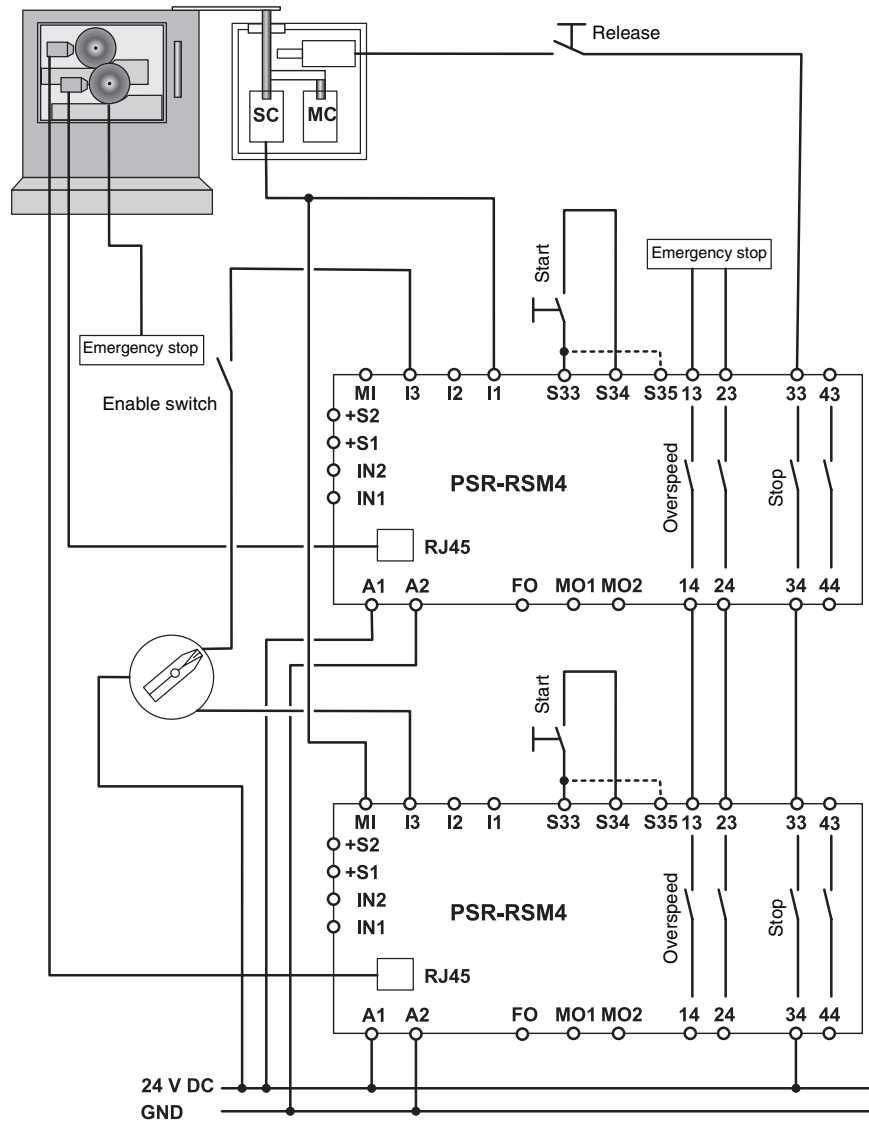 Release
SC
MC
Start
Emergency stop
Emergency stop
Enable switch
MI
I3
I2
I1
S33
S34
S35
13
23
33
43
+S2
+S1
IN2
IN1
PSR-RSM4
Overspeed
Stop
RJ45
A1
A2
FO
MO1
MO2
14
24
34
44
Start
MI
I3
I2
I1
S33
S34
S35
13
23
33
43
+S2
+S1
IN2
IN1
PSR-RSM4
Overspeed
Stop
RJ45
A1
A2
FO
MO1
MO2
14
24
34
44
24 V DC
GND